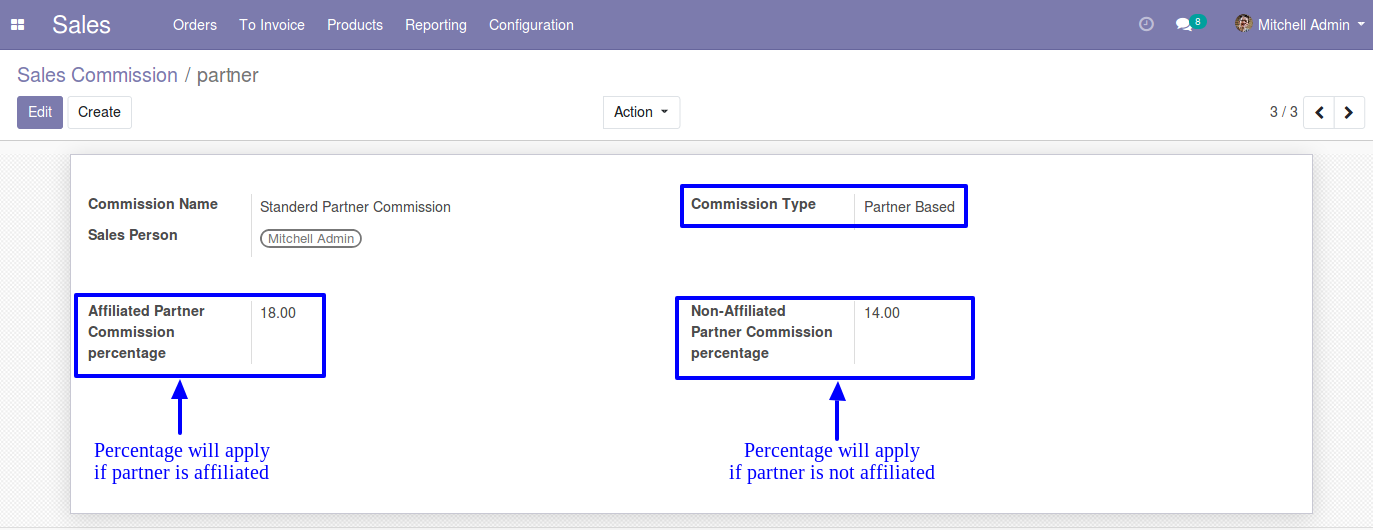 Sales Orders To Invoice Products Reporting Configuration 8 Mitchell Admin
Sales Commission / partner
Edit Create Action 3 / 3
Commission Name Standerd Partner Commission Commission Type Partner Based
Sales Person Mitchell Admin
Affiliated Partner
Commission
percentage
18.00
Non-Affiliated
Partner Commission
percentage
14.00
Percentage will apply
if partner is affiliated
Percentage will apply
if partner is not affiliated